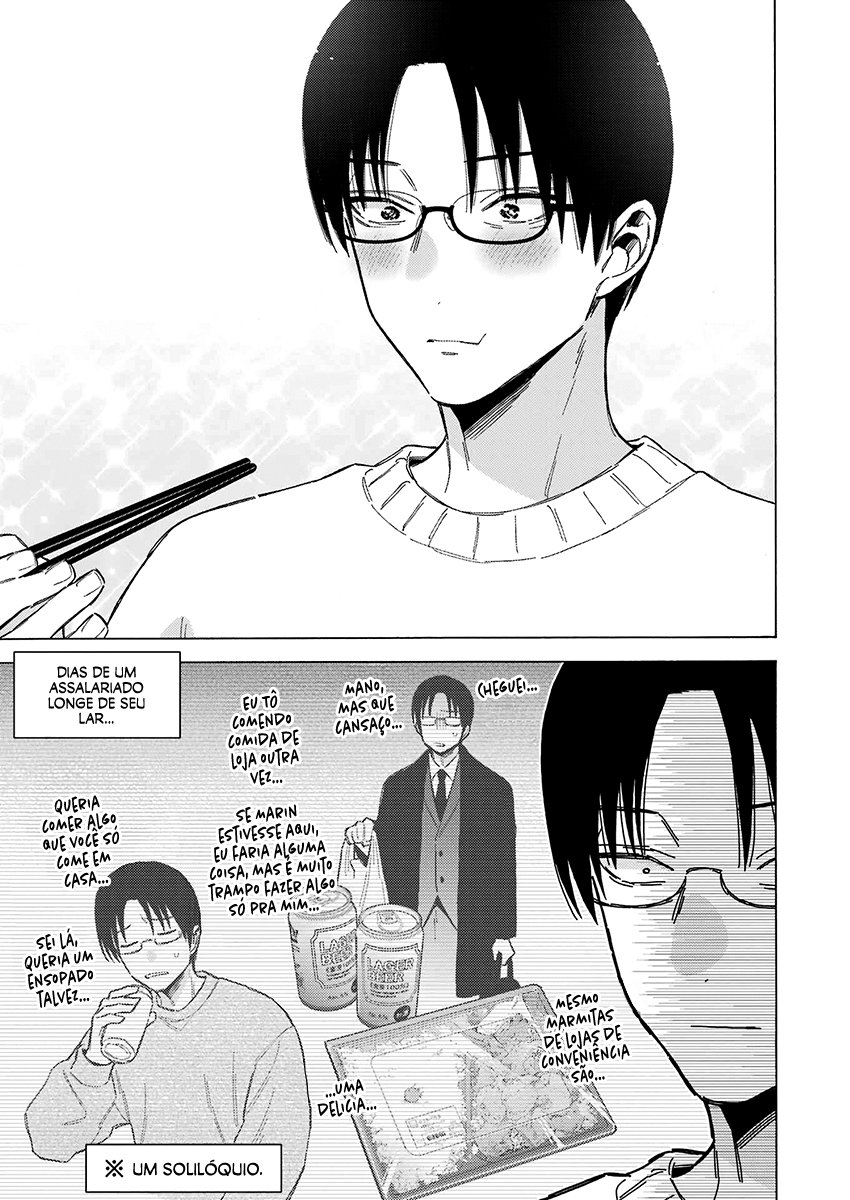 CHEGUEI...
MANO,
MAS QUE
CANSAÇO...
EU TÔ
COMENDO
COMIDA DE
LOJA OUTRA
VEZ...
DIAS DE UM
ASSALARIADO
LONGE DE SEU
LAR...
SE MARIN
ESTIVESSE AQUI,
EU FARIA ALGUMA
COISA, MAS É MUITO
TRAMPO FAZER ALGO
SÓ PRA MIM...
QUERIA
COMER ALGO
QUE VOCÊ SÓ
COME EM
CASA...
SEI LÁ,
QUERIA UM
ENSOPADO
TALVEZ...
LAGER
BEER
LAGER
BEER
MESMO
MARMITAS
DE LOJAS DE
CONVENIÊNCIA
SÃO...
...UMA
DELÍCIA...
※ UM SOLILÓQUIO.